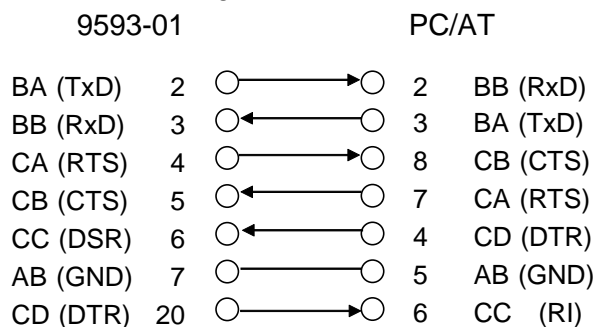 9593-01 PC/AT
BA (TxD) 2 2 BB (RxD)
BB (RxD) 3 3 BA (TxD)
CA (RTS) 4 8 CB (CTS)
CB (CTS) 5 7 CA (RTS)
CC (DSR) 6 4 CD (DTR)
AB (GND) 7 5 AB (GND)
CD (DTR) 20 6 CC (RI)